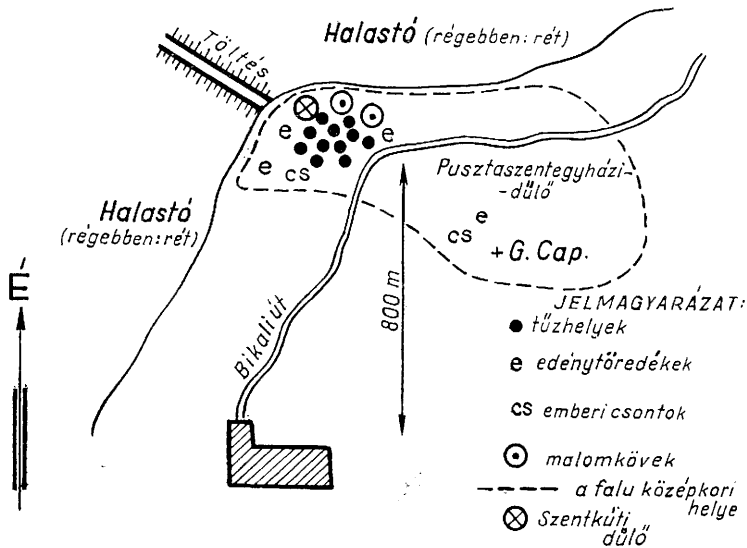 Halastó (régebben: rét)
Töltés
e
e
e
cs
Pusztaszentegyházi-
-dűlő
e
cs
+ G. Cap.
Halastó
(régebben: rét)
É
800 m
Bikali út
JELMAGYARÁZAT:
tűzhelyek
e edénytöredékek
cs emberi csontok
malomkövek
a falu középkori
helye
Szentkúti
dűlő